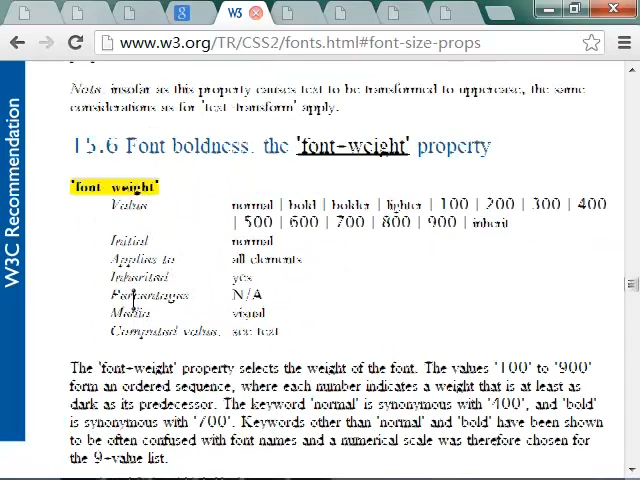 www.w3.org/TR/CSS2/fonts.html#font-size-props
W3C Recommendation
Note. insofar as this property causes text to be transformed to uppercase, the same
considerations as for 'text-transform' apply.
15.6 Font boldness: the 'font-weight' property
'font-weight'
Value: normal | bold | bolder | lighter | 100 | 200 | 300 | 400
| 500 | 600 | 700 | 800 | 900 | inherit
Initial: normal
Applies to: all elements
Inherited: yes
Percentages: N/A
Media: visual
Computed value: see text
The 'font-weight' property selects the weight of the font. The values '100' to '900'
form an ordered sequence, where each number indicates a weight that is at least as
dark as its predecessor. The keyword 'normal' is synonymous with '400', and 'bold'
is synonymous with '700'. Keywords other than 'normal' and 'bold' have been shown
to be often confused with font names and a numerical scale was therefore chosen for
the 9-value list.